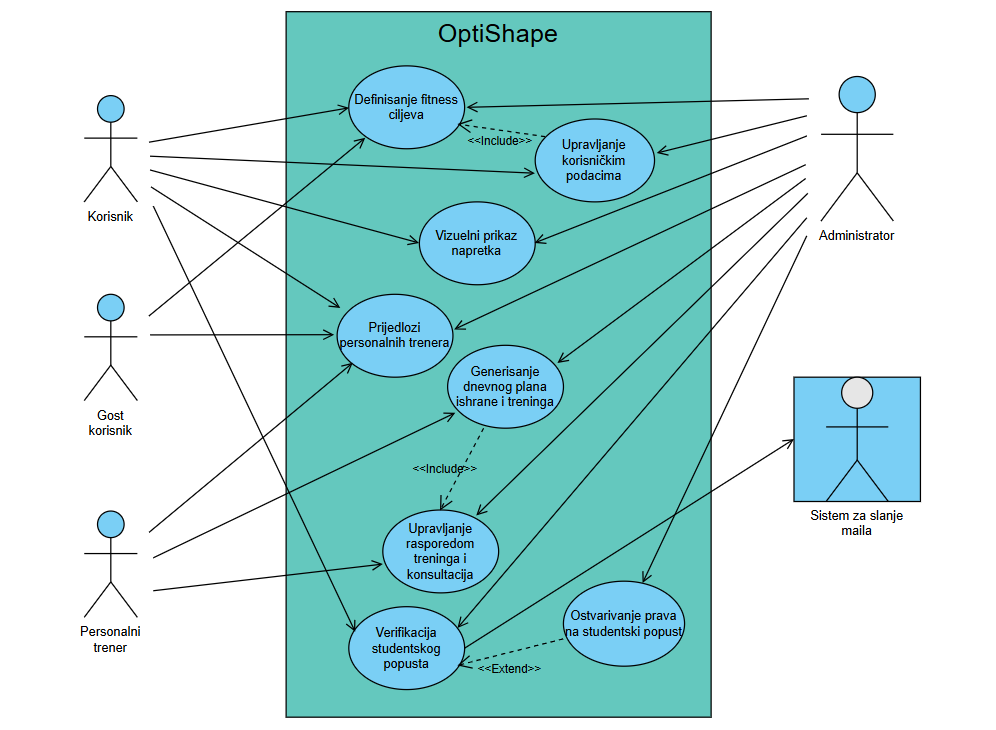 OptiShape
Definisanje fitness
ciljeva
<<Include>>
Upravljanje
korisničkim
podacima
Korisnik
Administrator
Vizuelni prikaz
napretka
Prijedlozi
personalnih trenera
Generisanje
dnevnog plana
ishrane i treninga
Gost
korisnik
<<Include>>
Sistem za slanje
maila
Upravljanje
rasporedom
treninga i
konsultacija
Personalni
trener
Ostvarivanje prava
na studentski popust
Verifikacija
studentskog
popusta
<<Extend>>